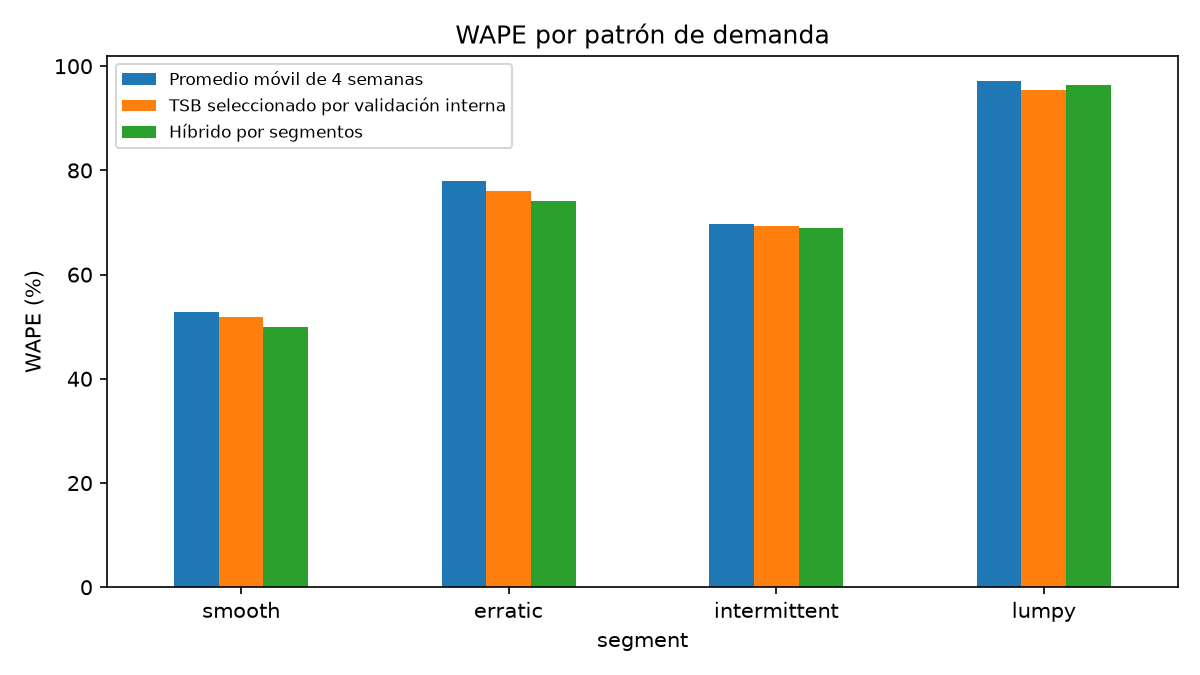 WAPE por patrón de demanda
Promedio móvil de 4 semanas
TSB seleccionado por validación interna
Híbrido por segmentos
WAPE (%)
100
80
60
40
20
0
smooth
erratic
intermittent
lumpy
segment